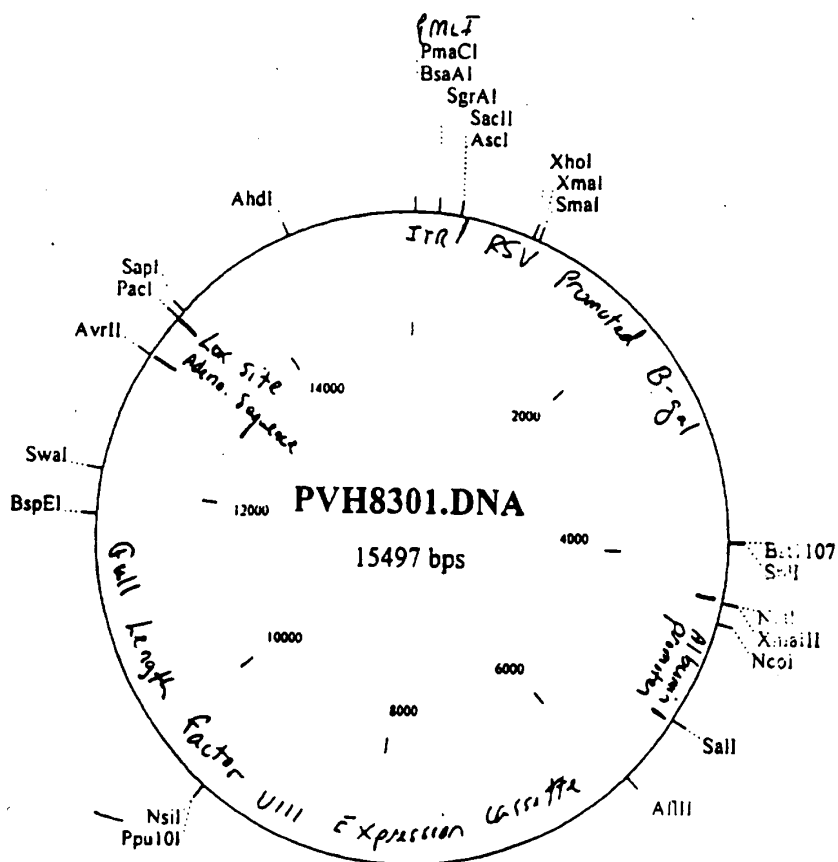 PmaCI
BsaAI
SgrAI
SacII
AscI
XhoI
XmaI
SmaI
AhdI
ITR
RSV Promoted B-gal
SapI
PacI
AvrII
Lox site
Adeno. Sequence
14000
2000
SwaI
BspEI
12000
PVH8301.DNA
15497 bps
4000
107
XmaIII
NcoI
Albumin
promoter
10000
6000
8000
SalI
AflII
Full Length Factor VIII Expression Cassette
NsiI
Ppu10I